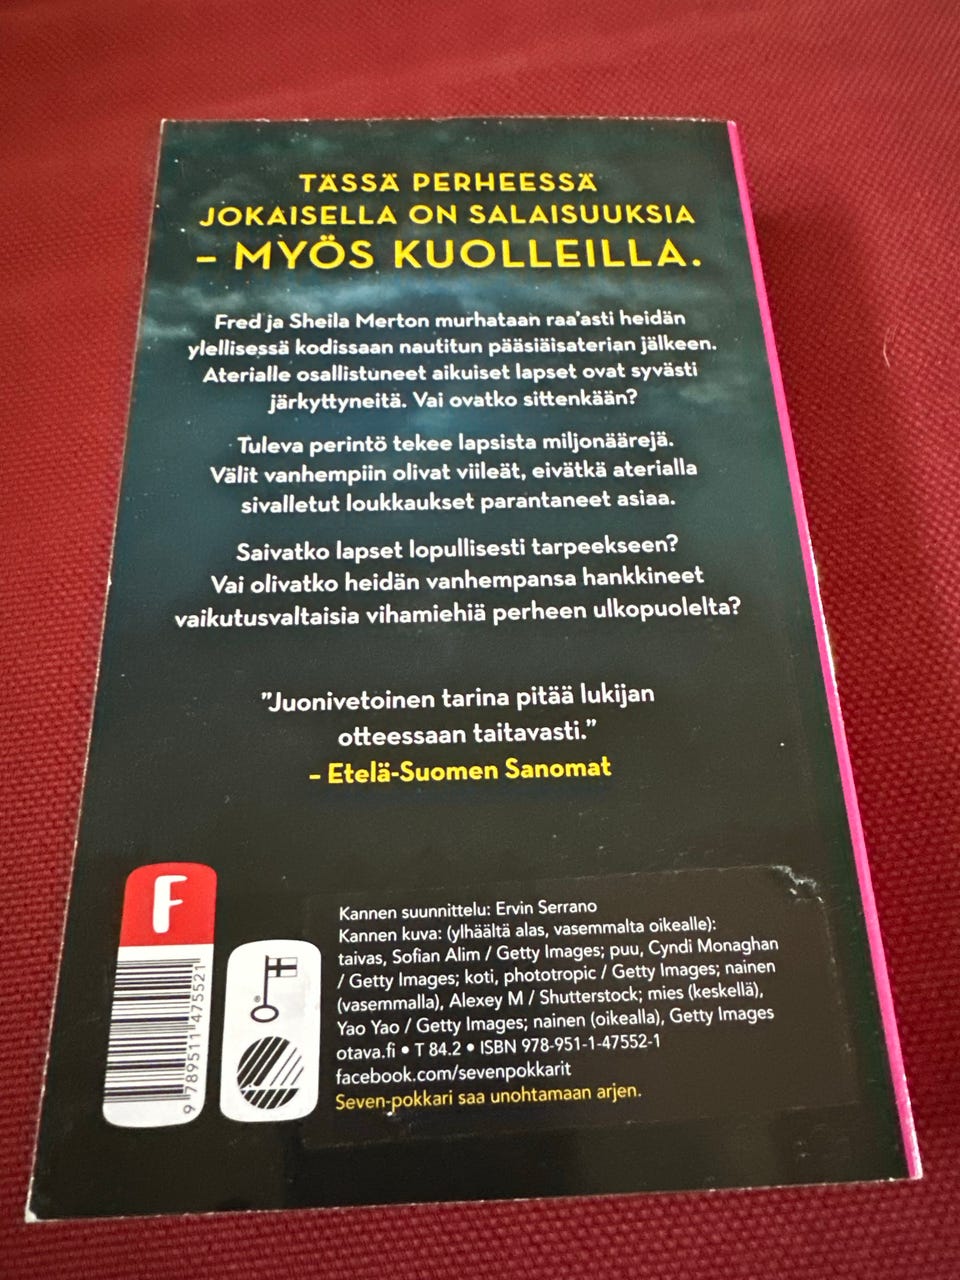 TÄSSÄ PERHEESSÄ
JOKAISELLA ON SALAISUUKSIA
– MYÖS KUOLLEILLA.
Fred ja Sheila Merton murhataan raa'asti heidän
ylellisessä kodissaan nautitun pääsiäisaterian jälkeen.
Aterialle osallistuneet aikuiset lapset ovat syvästi
järkyttyneitä. Vai ovatko sittenkään?
Tuleva perintö tekee lapsista miljonäärejä.
Välit vanhempiin olivat viileät, eivätkä aterialla
sivalletut loukkaukset parantaneet asiaa.
Saivatko lapset lopullisesti tarpeekseen?
Vai olivatko heidän vanhempansa hankkineet
vaikutusvaltaisia vihamiehiä perheen ulkopuolelta?
”Juonivetoinen tarina pitää lukijan
otteessaan taitavasti.”
– Etelä-Suomen Sanomat
F
9 789511 475521
®
Kannen suunnittelu: Ervin Serrano
Kannen kuva: (ylhäältä alas, vasemmalta oikealle):
taivas, Sofian Alim / Getty Images; puu, Cyndi Monaghan
/ Getty Images; koti, phototropic / Getty Images; nainen
(vasemmalla), Alexey M / Shutterstock; mies (keskellä),
Yao Yao / Getty Images; nainen (oikealla), Getty Images
otava.fi • T 84.2 • ISBN 978-951-1-47552-1
facebook.com/sevenpokkarit
Seven-pokkari saa unohtamaan arjen.